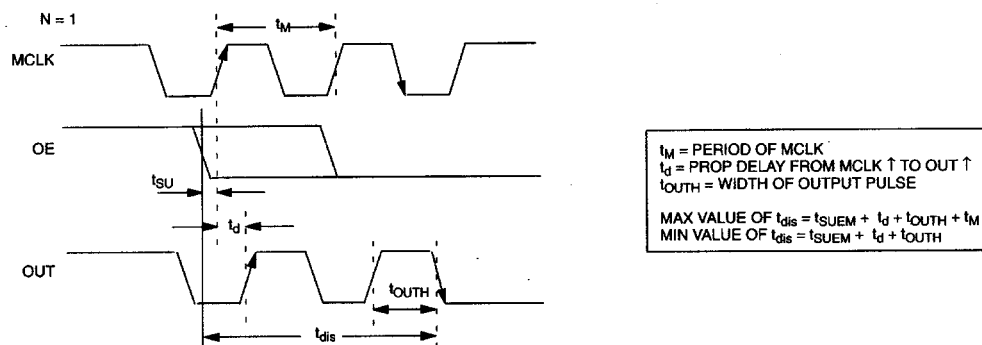 N = 1
t_M
MCLK
OE
t_SU
t_d
OUT
t_OUTH
t_dis
t_M = PERIOD OF MCLK
t_d = PROP DELAY FROM MCLK ↑ TO OUT ↑
t_OUTH = WIDTH OF OUTPUT PULSE
MAX VALUE OF t_dis = t_SUEM + t_d + t_OUTH + t_M
MIN VALUE OF t_dis = t_SUEM + t_d + t_OUTH